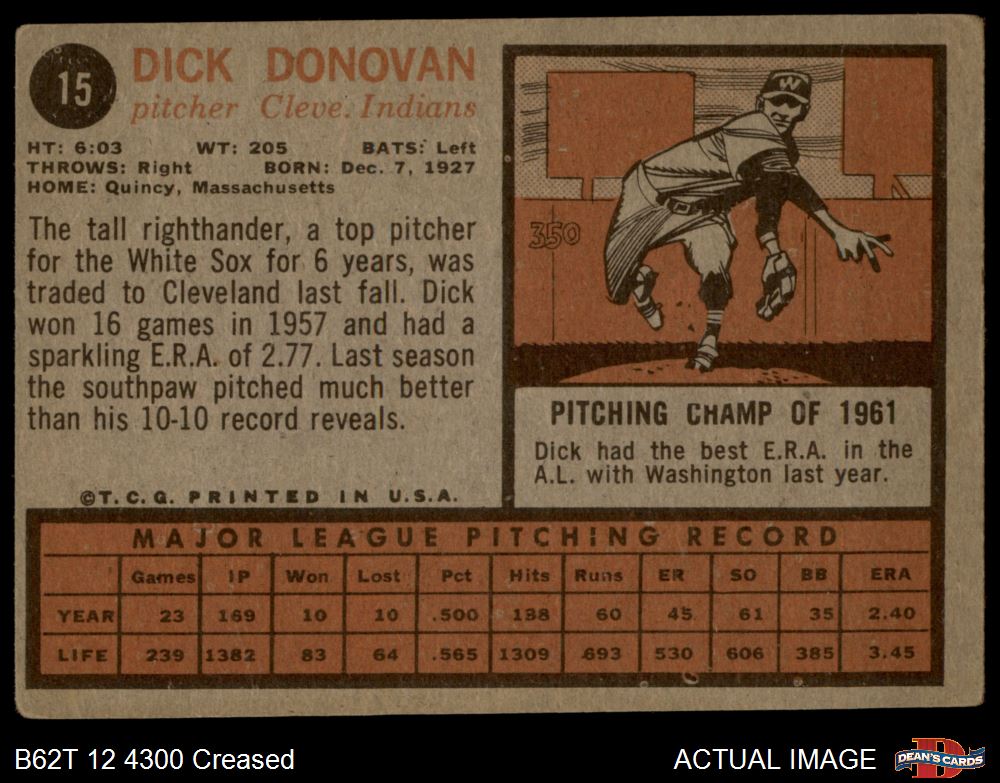 15
DICK DONOVAN
pitcher Cleve. Indians
HT: 6:03 WT: 205 BATS: Left
THROWS: Right BORN: Dec. 7, 1927
HOME: Quincy, Massachusetts
The tall righthander, a top pitcher
for the White Sox for 6 years, was
traded to Cleveland last fall. Dick
won 16 games in 1957 and had a
sparkling E.R.A. of 2.77. Last season
the southpaw pitched much better
than his 10-10 record reveals.
©T.C.G. PRINTED IN U.S.A.
W
350
PITCHING CHAMP OF 1961
Dick had the best E.R.A. in the
A.L. with Washington last year.
MAJOR LEAGUE PITCHING RECORD
Games IP Won Lost Pct Hits Runs ER SO BB ERA
YEAR 23 169 10 10 .500 138 60 45 61 35 2.40
LIFE 239 1382 83 64 .565 1309 693 530 606 385 3.45
B62T 12 4300 Creased
ACTUAL IMAGE
D
DEAN'S CARDS